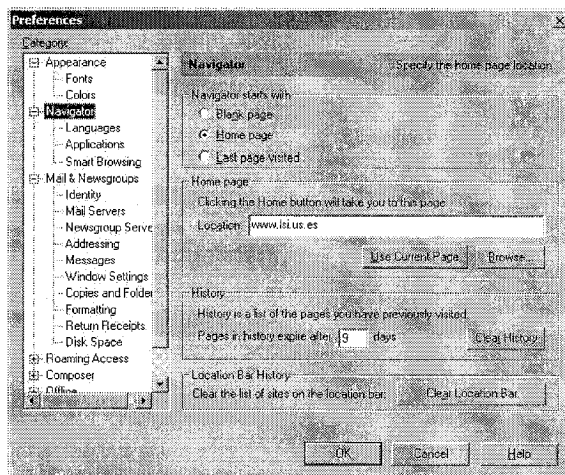 Preferences
Category:
Appearance
Fonts
Colors
Navigator
Languages
Applications
Smart Browsing
Mail & Newsgroups
Identity
Mail Servers
Newsgroup Serve
Addressing
Messages
Window Settings
Copies and Folder
Formatting
Return Receipts
Disk Space
Roaming Access
Composer
Offline
Navigator Specify the home page location
Navigator starts with
Blank page
Home page
Last page visited
Home page
Clicking the Home button will take you to this page.
Location: www.lsi.us.es
Use Current Page Browse...
History
History is a list of the pages you have previously visited.
Pages in history expire after: 9 days Clear History
Location Bar History
Clear the list of sites on the location bar: Clear Location Bar
OK Cancel Help